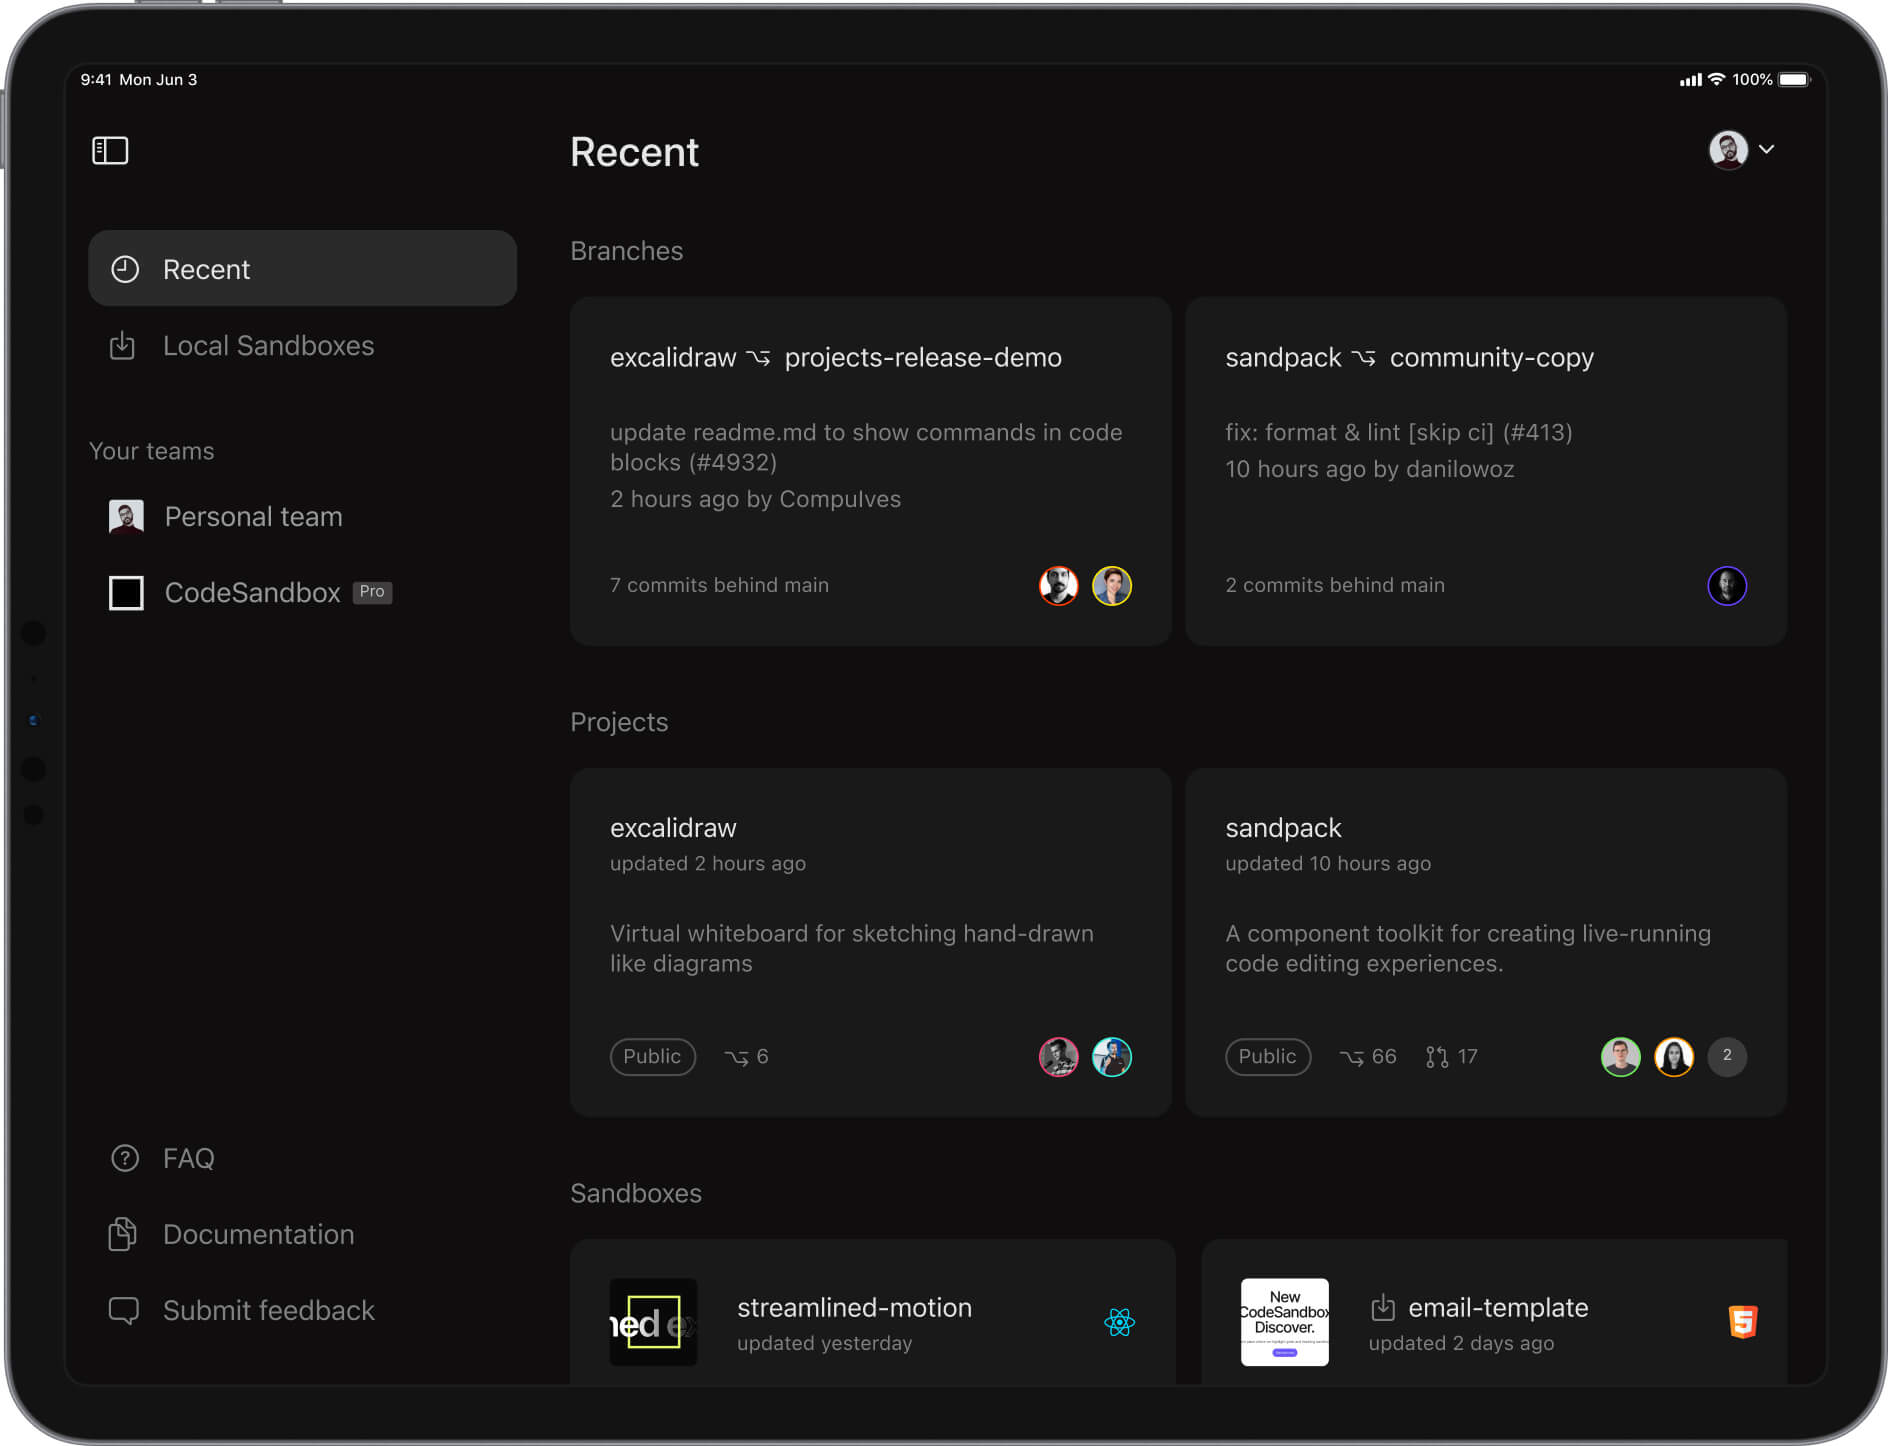 9:41 Mon Jun 3
100%
Recent
Recent
Local Sandboxes
Your teams
Personal team
CodeSandbox Pro
FAQ
Documentation
Submit feedback
Branches
excalidraw projects-release-demo
update readme.md to show commands in code
blocks (#4932)
2 hours ago by CompuIves
7 commits behind main
sandpack community-copy
fix: format & lint [skip ci] (#413)
10 hours ago by danilowoz
2 commits behind main
Projects
excalidraw
updated 2 hours ago
Virtual whiteboard for sketching hand-drawn
like diagrams
Public 6
sandpack
updated 10 hours ago
A component toolkit for creating live-running
code editing experiences.
Public 66 17 2
Sandboxes
ned ex
streamlined-motion
updated yesterday
New
CodeSandbox
Discover.
email-template
updated 2 days ago
5